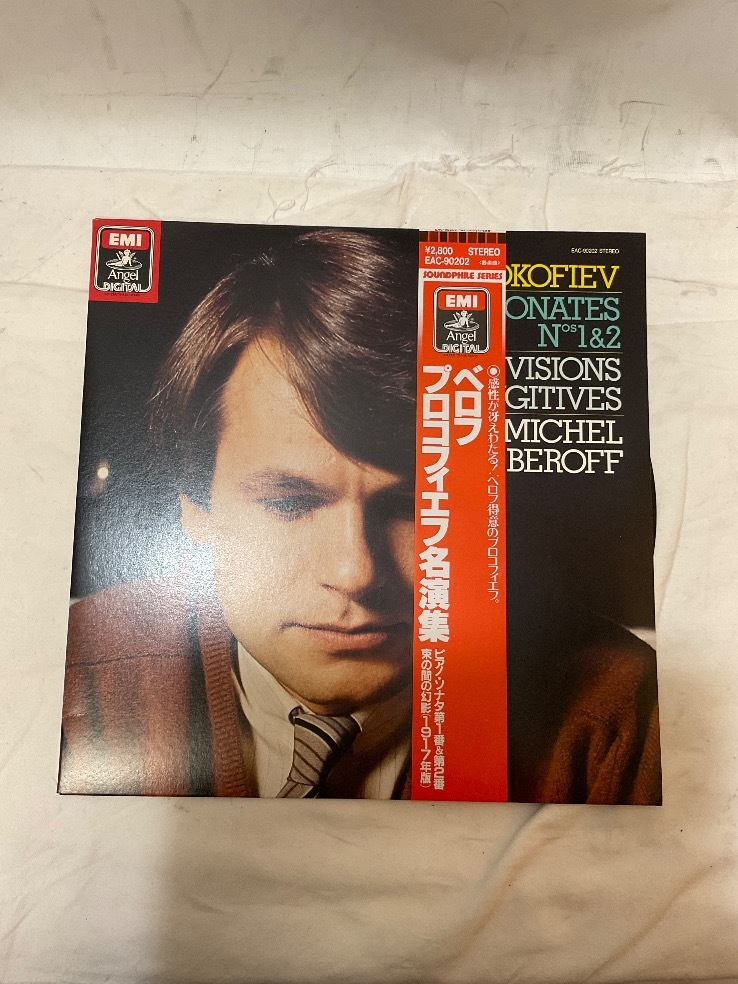 EMI
Angel
DIGITAL
¥2,800 STEREO
EAC-90202
SOUNDPHILE SERIES
EMI
Angel
DIGITAL
●感性が冴えわたる!ベロフ得意のプロコフィエフ。
ベロフ
プロコフィエフ名演集
ピアノ・ソナタ第1番&第2番
束の間の幻影(1917年版)
EAC-90202 STEREO
OKOFIEV
ONATES
Nos 1&2
VISIONS
GITIVES
MICHEL
BEROFF